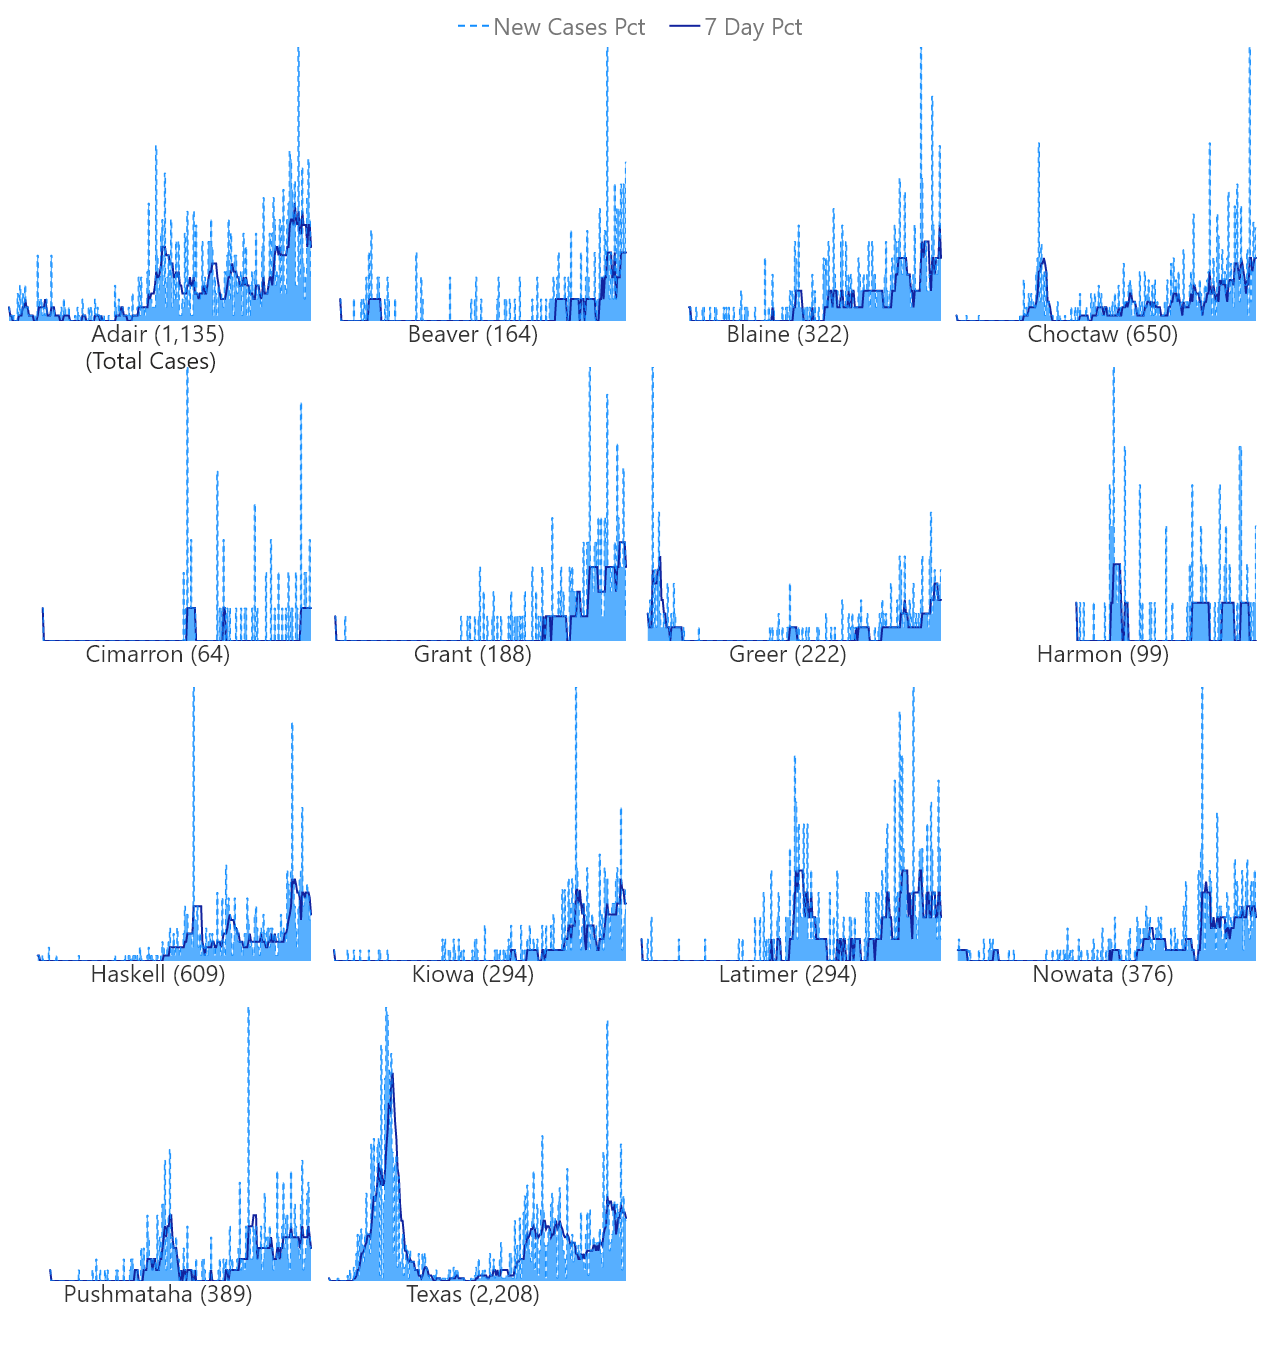 New Cases Pct 7 Day Pct
Adair (1,135) Beaver (164) Blaine (322) Choctaw (650)
(Total Cases)
Cimarron (64) Grant (188) Greer (222) Harmon (99)
Haskell (609) Kiowa (294) Latimer (294) Nowata (376)
Pushmataha (389) Texas (2,208)